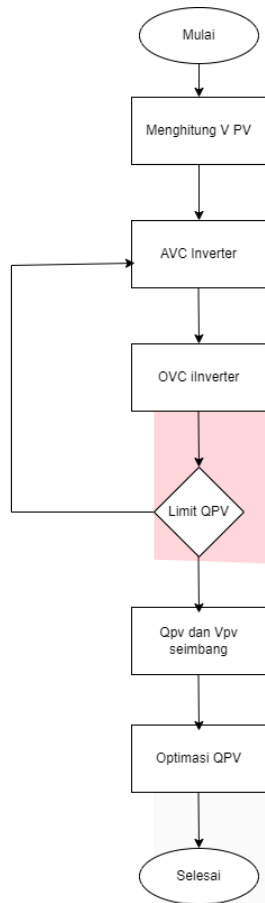 Mulai
Menghitung V PV
AVC Inverter
OVC iInverter
Limit QPV
Qpv dan Vpv
seimbang
Optimasi QPV
Selesai